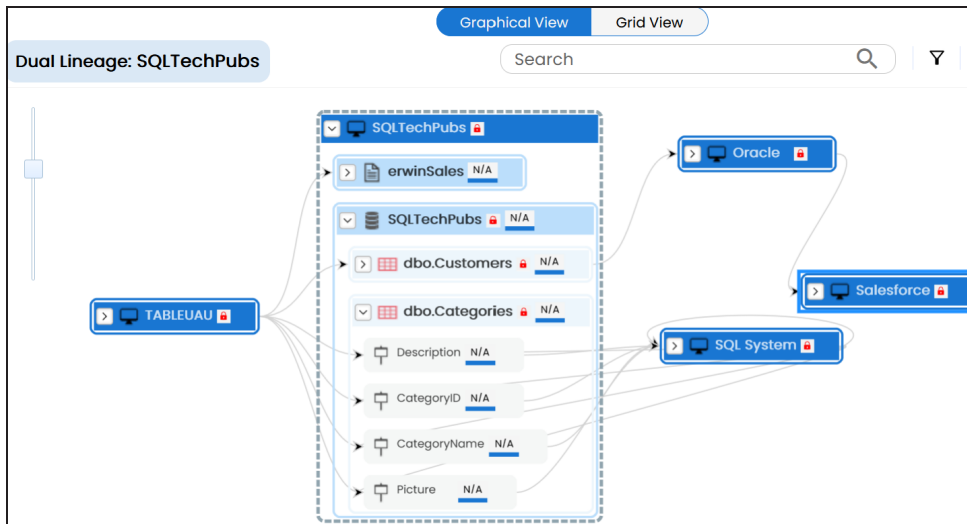 Graphical View
Grid View
Dual Lineage: SQLTechPubs
Search
SQLTechPubs
erwinSales N/A
SQLTechPubs N/A
dbo.Customers N/A
dbo.Categories N/A
Description N/A
CategoryID N/A
CategoryName N/A
Picture N/A
TABLEUAU
Oracle
Salesforce
SQL System